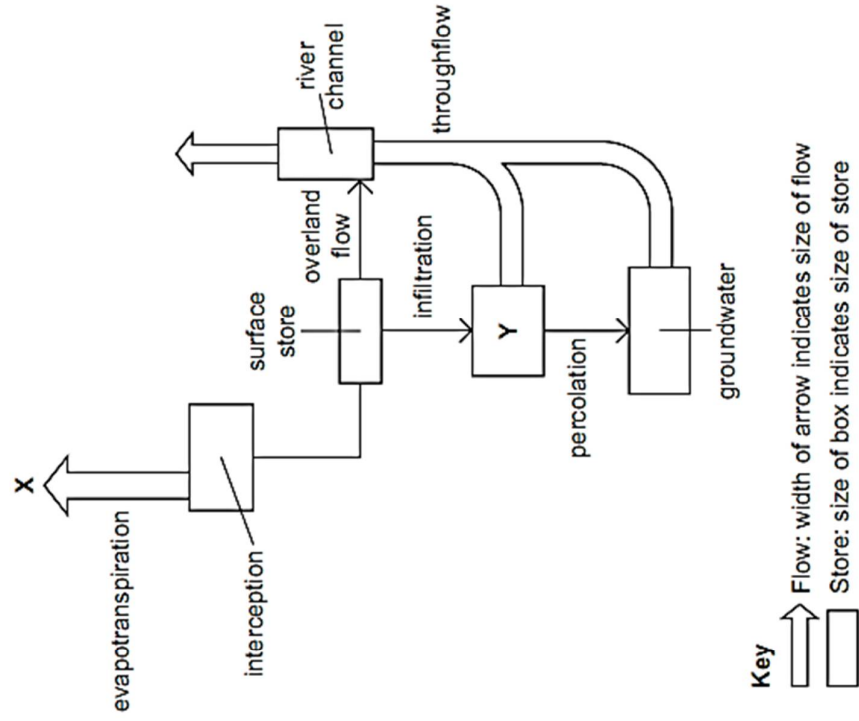 X
evapotranspiration
interception
surface
store
overland
flow
river
channel
infiltration
throughflow
Y
percolation
groundwater
Key
Flow: width of arrow indicates size of flow
Store: size of box indicates size of store